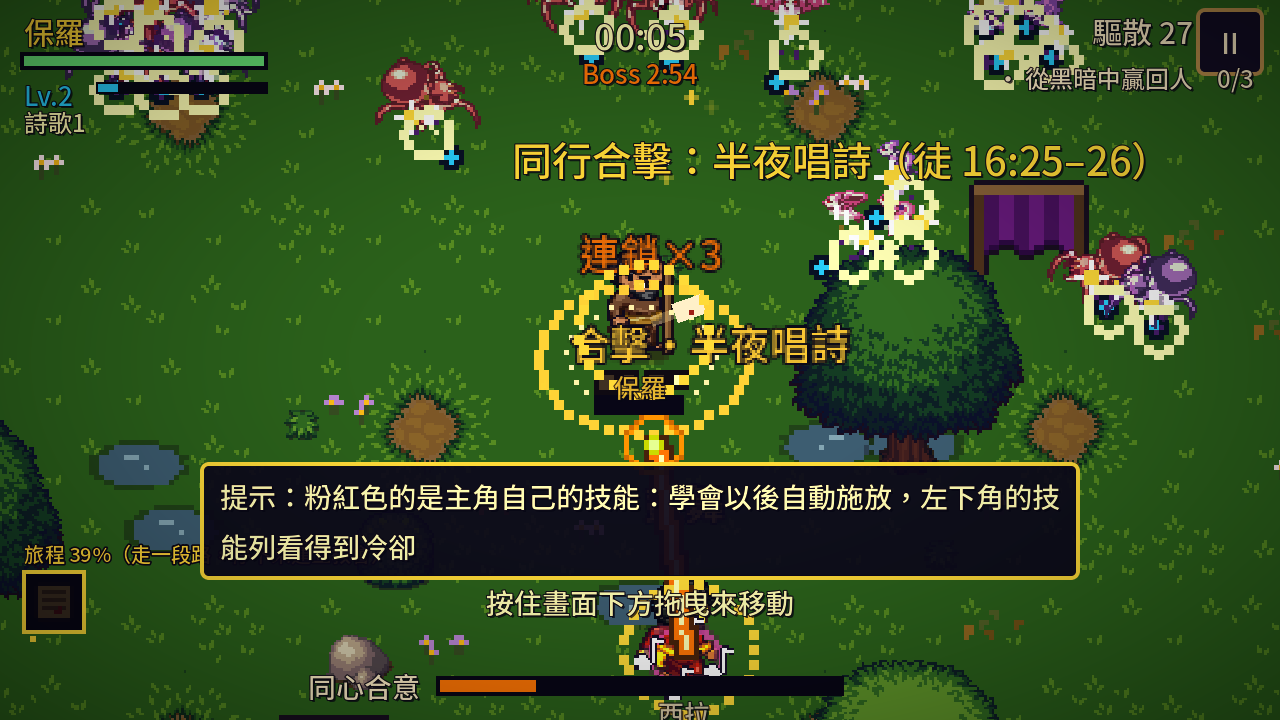 保羅
Lv.2
詩歌1
00:05
Boss 2:54
驅散 27
· 從黑暗中贏回人 0/3
同行合擊：半夜唱詩（徒 16:25–26）
連鎖×3
合擊·半夜唱詩
保羅
提示：粉紅色的是主角自己的技能：學會以後自動施放，左下角的技
能列看得到冷卻
旅程 39%（走一段路
按住畫面下方拖曳來移動
同心合意
西拉